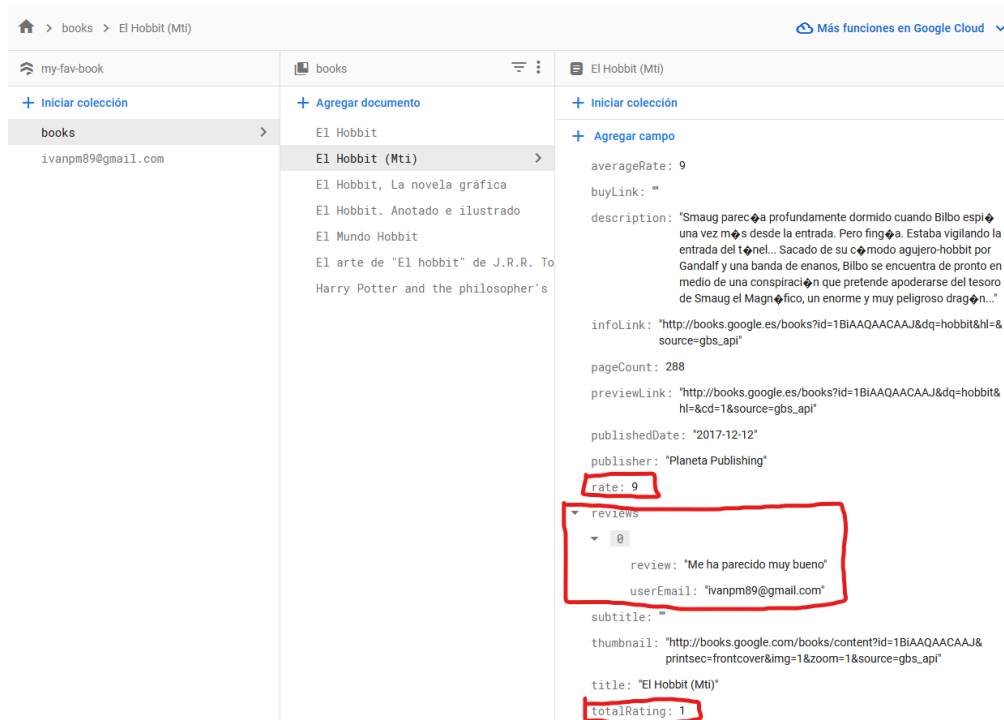 books > El Hobbit (Mti)
Más funciones en Google Cloud
my-fav-book
books
El Hobbit (Mti)
+ Iniciar colección
+ Agregar documento
+ Iniciar colección
books
ivanpm89@gmail.com
El Hobbit
El Hobbit (Mti)
El Hobbit, La novela gráfica
El Hobbit. Anotado e ilustrado
El Mundo Hobbit
El arte de "El hobbit" de J.R.R. To
Harry Potter and the philosopher's
+ Agregar campo
averageRate: 9
buyLink: ""
description: "Smaug parec�a profundamente dormido cuando Bilbo espi�
una vez m�s desde la entrada. Pero fing�a. Estaba vigilando la
entrada del t�nel... Sacado de su c�modo agujero-hobbit por
Gandalf y una banda de enanos, Bilbo se encuentra de pronto en
medio de una conspiraci�n que pretende apoderarse del tesoro
de Smaug el Magn�fico, un enorme y muy peligroso drag�n..."
infoLink: "http://books.google.es/books?id=1BiAAQAACAAJ&dq=hobbit&hl=&
source=gbs_api"
pageCount: 288
previewLink: "http://books.google.es/books?id=1BiAAQAACAAJ&dq=hobbit&
hl=&cd=1&source=gbs_api"
publishedDate: "2017-12-12"
publisher: "Planeta Publishing"
rate: 9
reviews
0
review: "Me ha parecido muy bueno"
userEmail: "ivanpm89@gmail.com"
subtitle: ""
thumbnail: "http://books.google.com/books/content?id=1BiAAQAACAAJ&
printsec=frontcover&img=1&zoom=1&source=gbs_api"
title: "El Hobbit (Mti)"
totalRating: 1